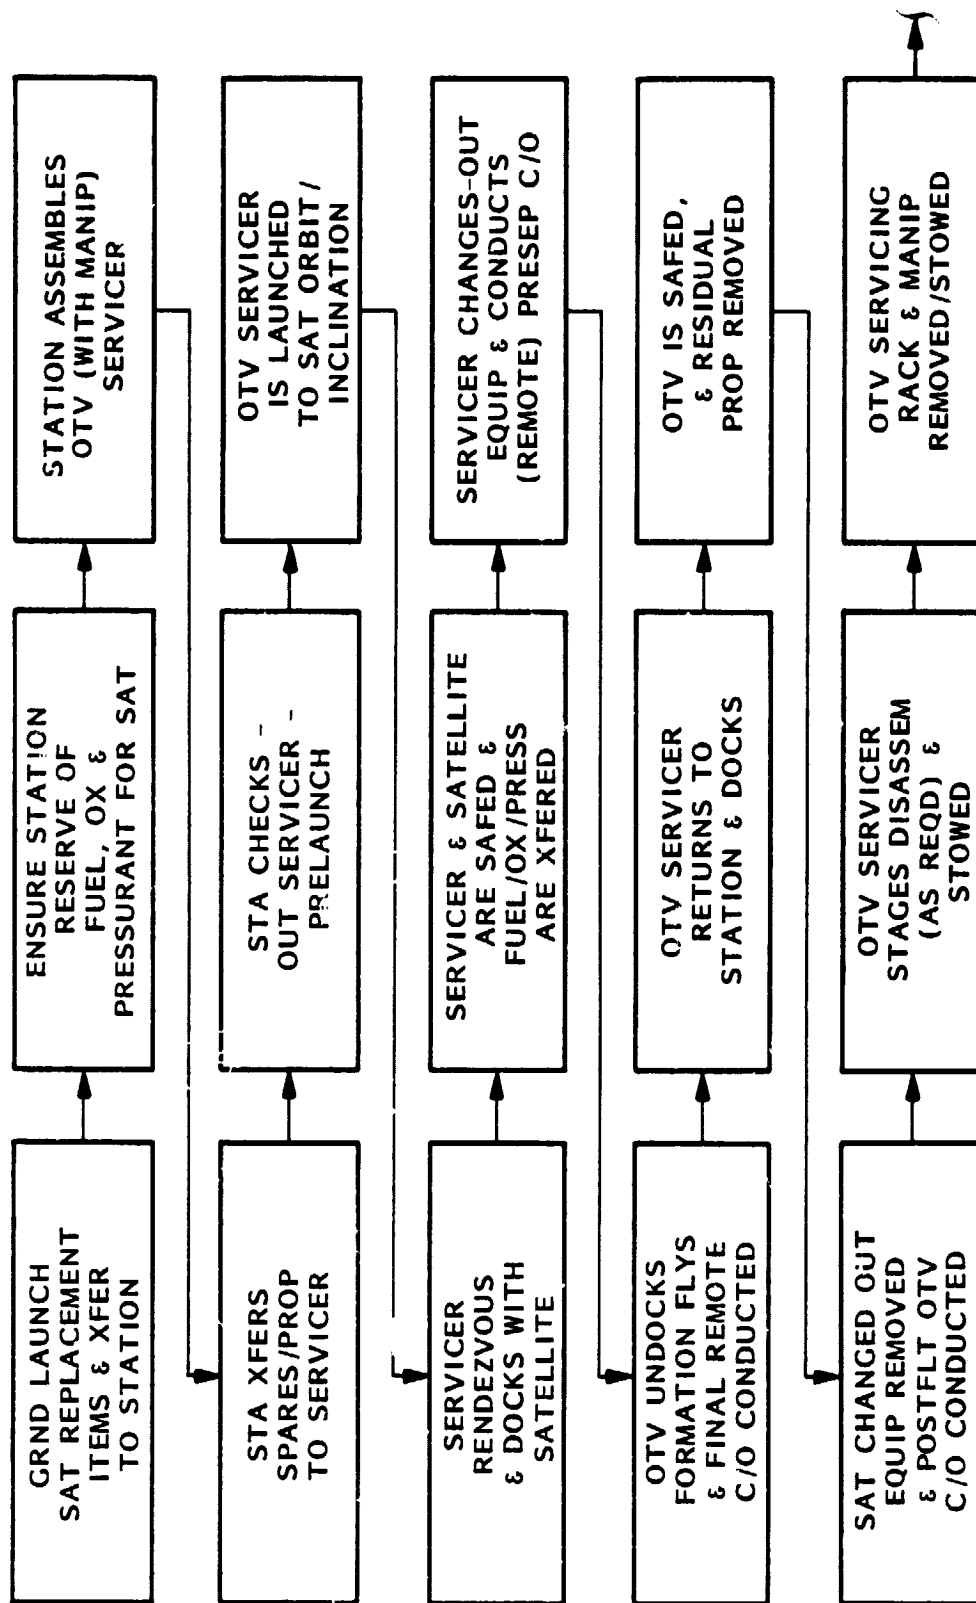 GRND LAUNCH
SAT REPLACEMENT
ITEMS & XFER
TO STATION
ENSURE STATION
RESERVE OF
FUEL, OX &
PRESSURANT FOR SAT
STATION ASSEMBLES
OTV (WITH MANIP)
SERVICER
STA XFERS
SPARES/PROP
TO SERVICER
STA CHECKS –
OUT SERVICER –
PRELAUNCH
OTV SERVICER
IS LAUNCHED
TO SAT ORBIT/
INCLINATION
SERVICER
RENDEZVOUS
& DOCKS WITH
SATELLITE
SERVICER & SATELLITE
ARE SAFED &
FUEL/OX/PRESS
ARE XFERED
SERVICER CHANGES-OUT
EQUIP & CONDUCTS
(REMOTE) PRESEP C/O
OTV UNDOCKS
FORMATION FLYS
& FINAL REMOTE
C/O CONDUCTED
OTV SERVICER
RETURNS TO
STATION & DOCKS
OTV IS SAFED,
& RESIDUAL
PROP REMOVED
SAT CHANGED OUT
EQUIP REMOVED
& POSTFLT OTV
C/O CONDUCTED
OTV SERVICER
STAGES DISASSEM
(AS REQD) &
STOWED
OTV SERVICING
RACK & MANIP
REMOVED/STOWED